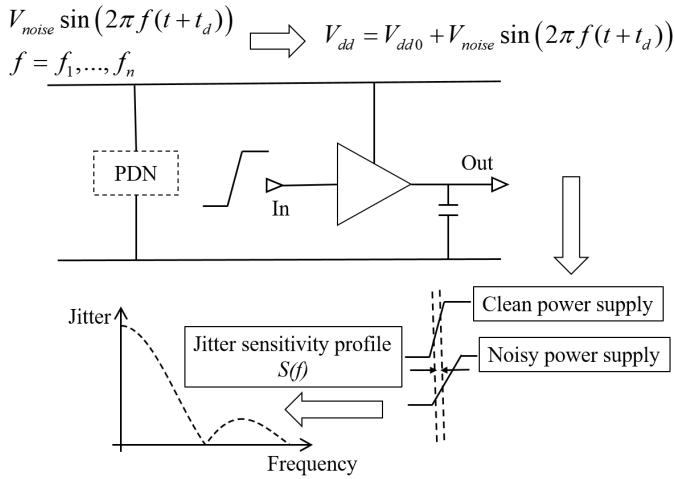 V_noise sin(2πf(t+t_d))
V_dd = V_dd0 + V_noise sin(2πf(t+t_d))
f = f_1,...,f_n
PDN
In
Out
Clean power supply
Noisy power supply
Jitter
Jitter sensitivity profile
S(f)
Frequency